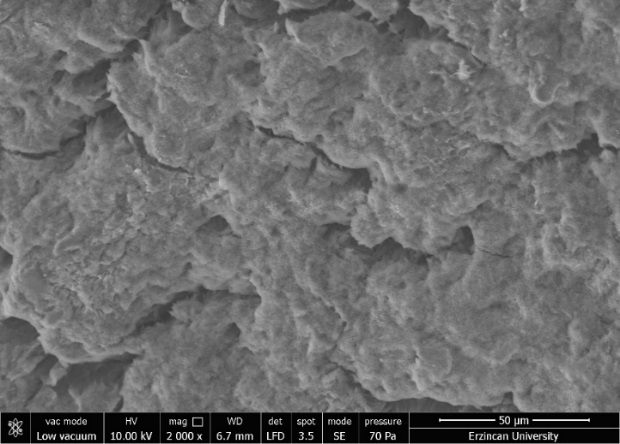 vac mode HV mag □ WD det spot mode pressure 50 µm
Low vacuum 10.00 kV 2 000 x 6.7 mm LFD 3.5 SE 70 Pa Erzincan University